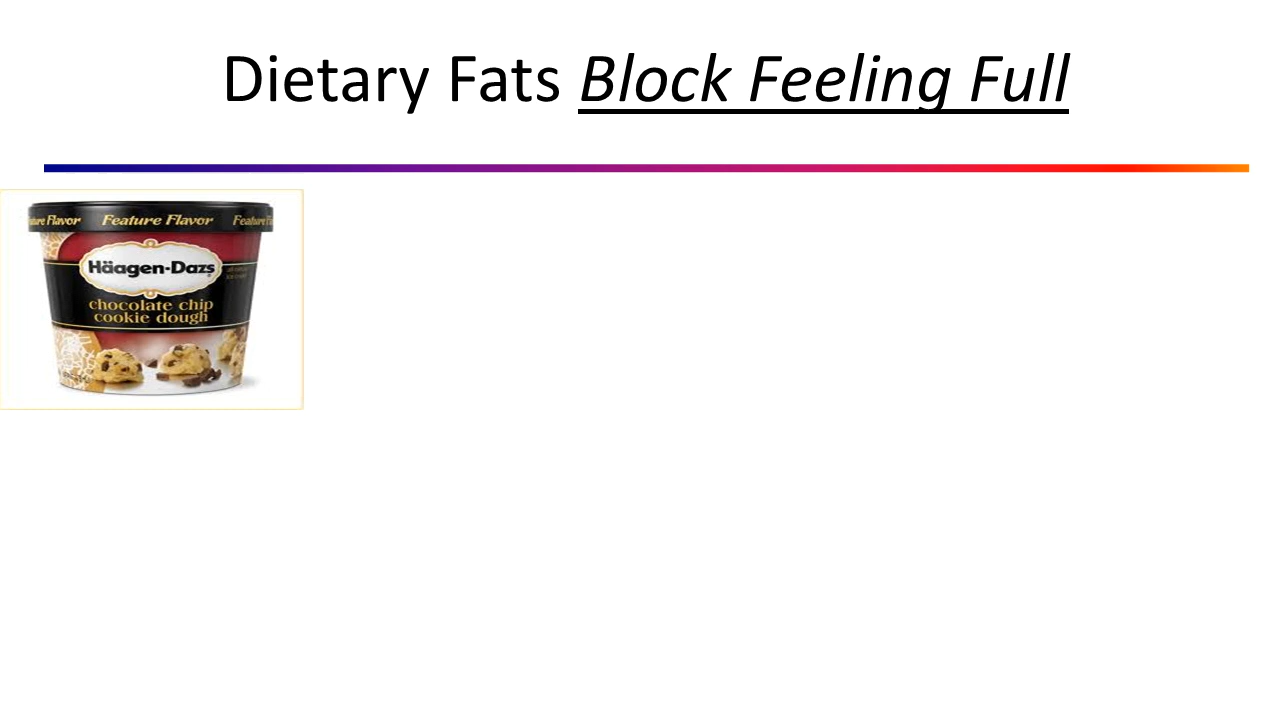 Dietary Fats Block Feeling Full
Feature Flavor
Häagen-Dazs
chocolate chip
cookie dough